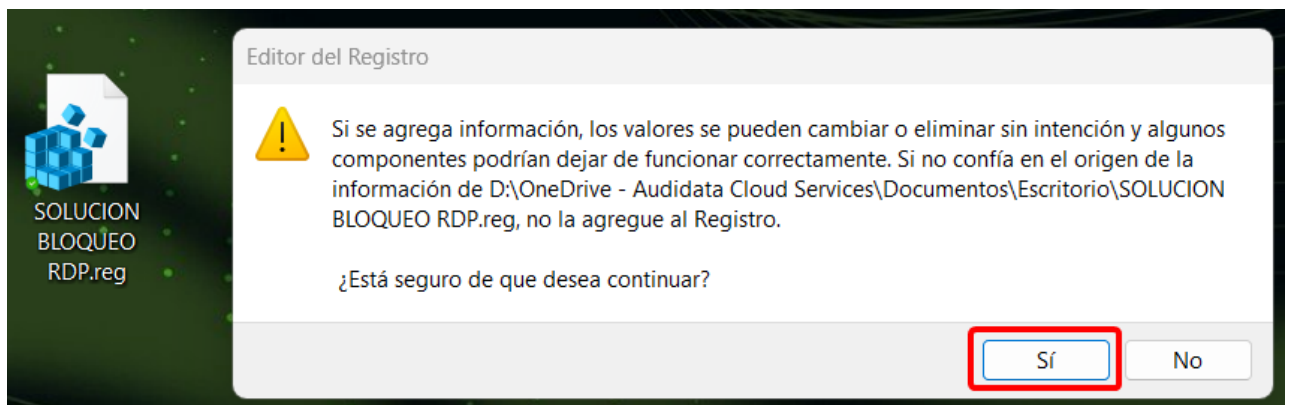 Editor del Registro
Si se agrega información, los valores se pueden cambiar o eliminar sin intención y algunos
componentes podrían dejar de funcionar correctamente. Si no confía en el origen de la
información de D:\OneDrive - Audidata Cloud Services\Documentos\Escritorio\SOLUCION
BLOQUEO RDP.reg, no la agregue al Registro.
¿Está seguro de que desea continuar?
Sí
No
SOLUCION
BLOQUEO
RDP.reg